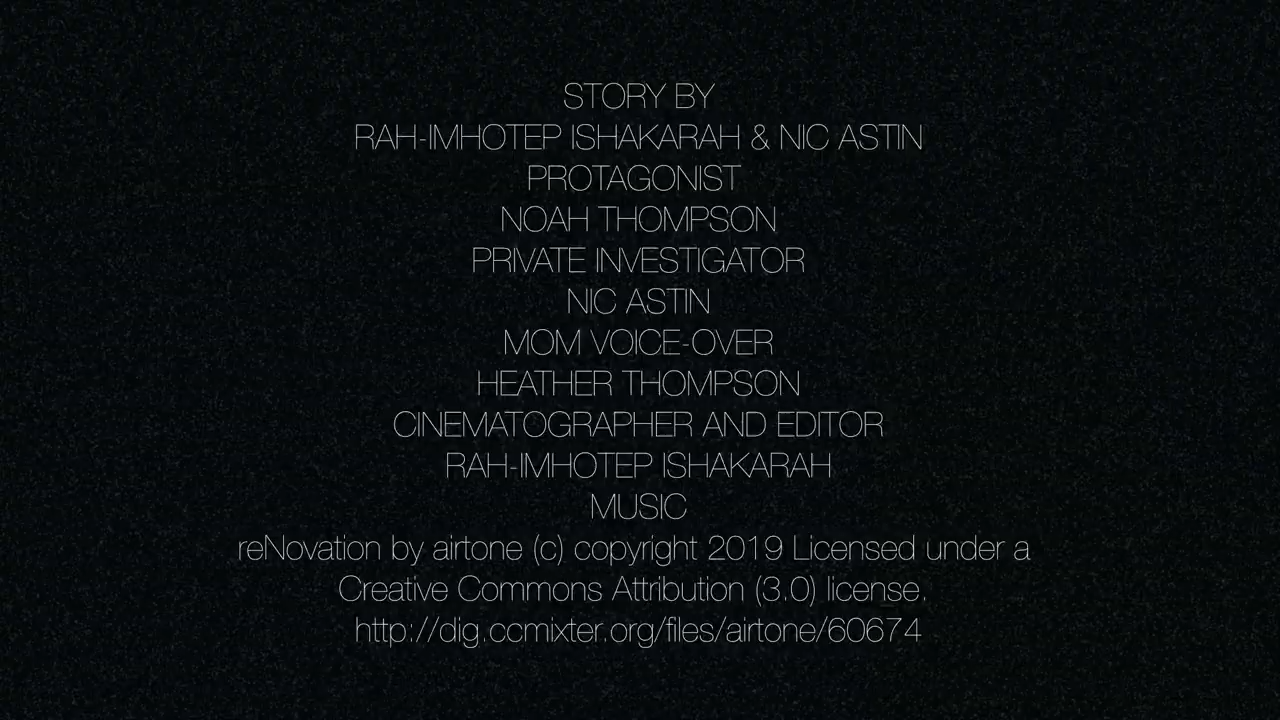 STORY BY
RAH-IMHOTEP ISHAKARAH & NIC ASTIN
PROTAGONIST
NOAH THOMPSON
PRIVATE INVESTIGATOR
NIC ASTIN
MOM VOICE-OVER
HEATHER THOMPSON
CINEMATOGRAPHER AND EDITOR
RAH-IMHOTEP ISHAKARAH
MUSIC
reNovation by airtone (c) copyright 2019 Licensed under a
Creative Commons Attribution (3.0) license.
http://dig.ccmixter.org/files/airtone/60674